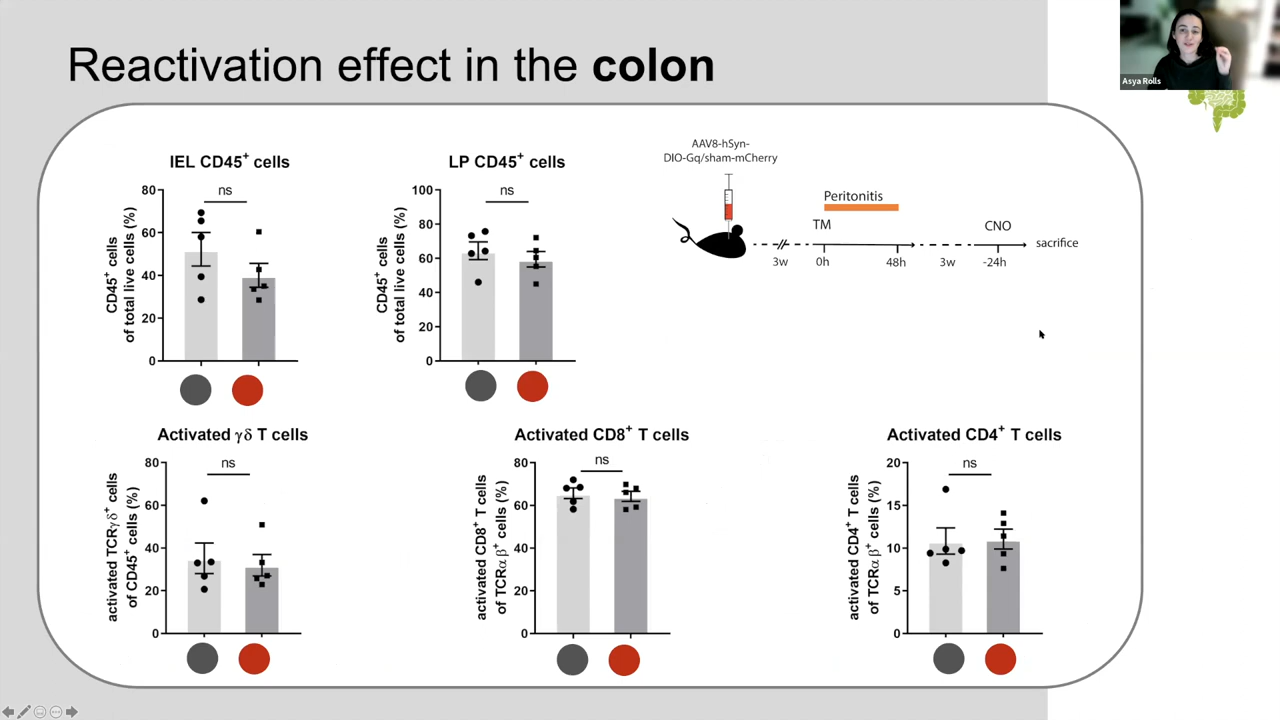 Reactivation effect in the colon
Asya Rolls
IEL CD45+ cells
ns
CD45+ cells
of total live cells (%)
80
60
40
20
0
LP CD45+ cells
ns
CD45+ cells
of total live cells (%)
100
80
60
40
20
0
AAV8-hSyn-
DIO-Gq/sham-mCherry
Peritonitis
TM
CNO
sacrifice
3w
0h
48h
3w
-24h
Activated γδ T cells
ns
activated TCRγδ+ cells
of CD45+ cells (%)
80
60
40
20
0
Activated CD8+ T cells
ns
activated CD8+ T cells
of TCRα β+ cells (%)
80
60
40
20
0
Activated CD4+ T cells
ns
activated CD4+ T cells
of TCRα β+ cells (%)
20
15
10
5
0